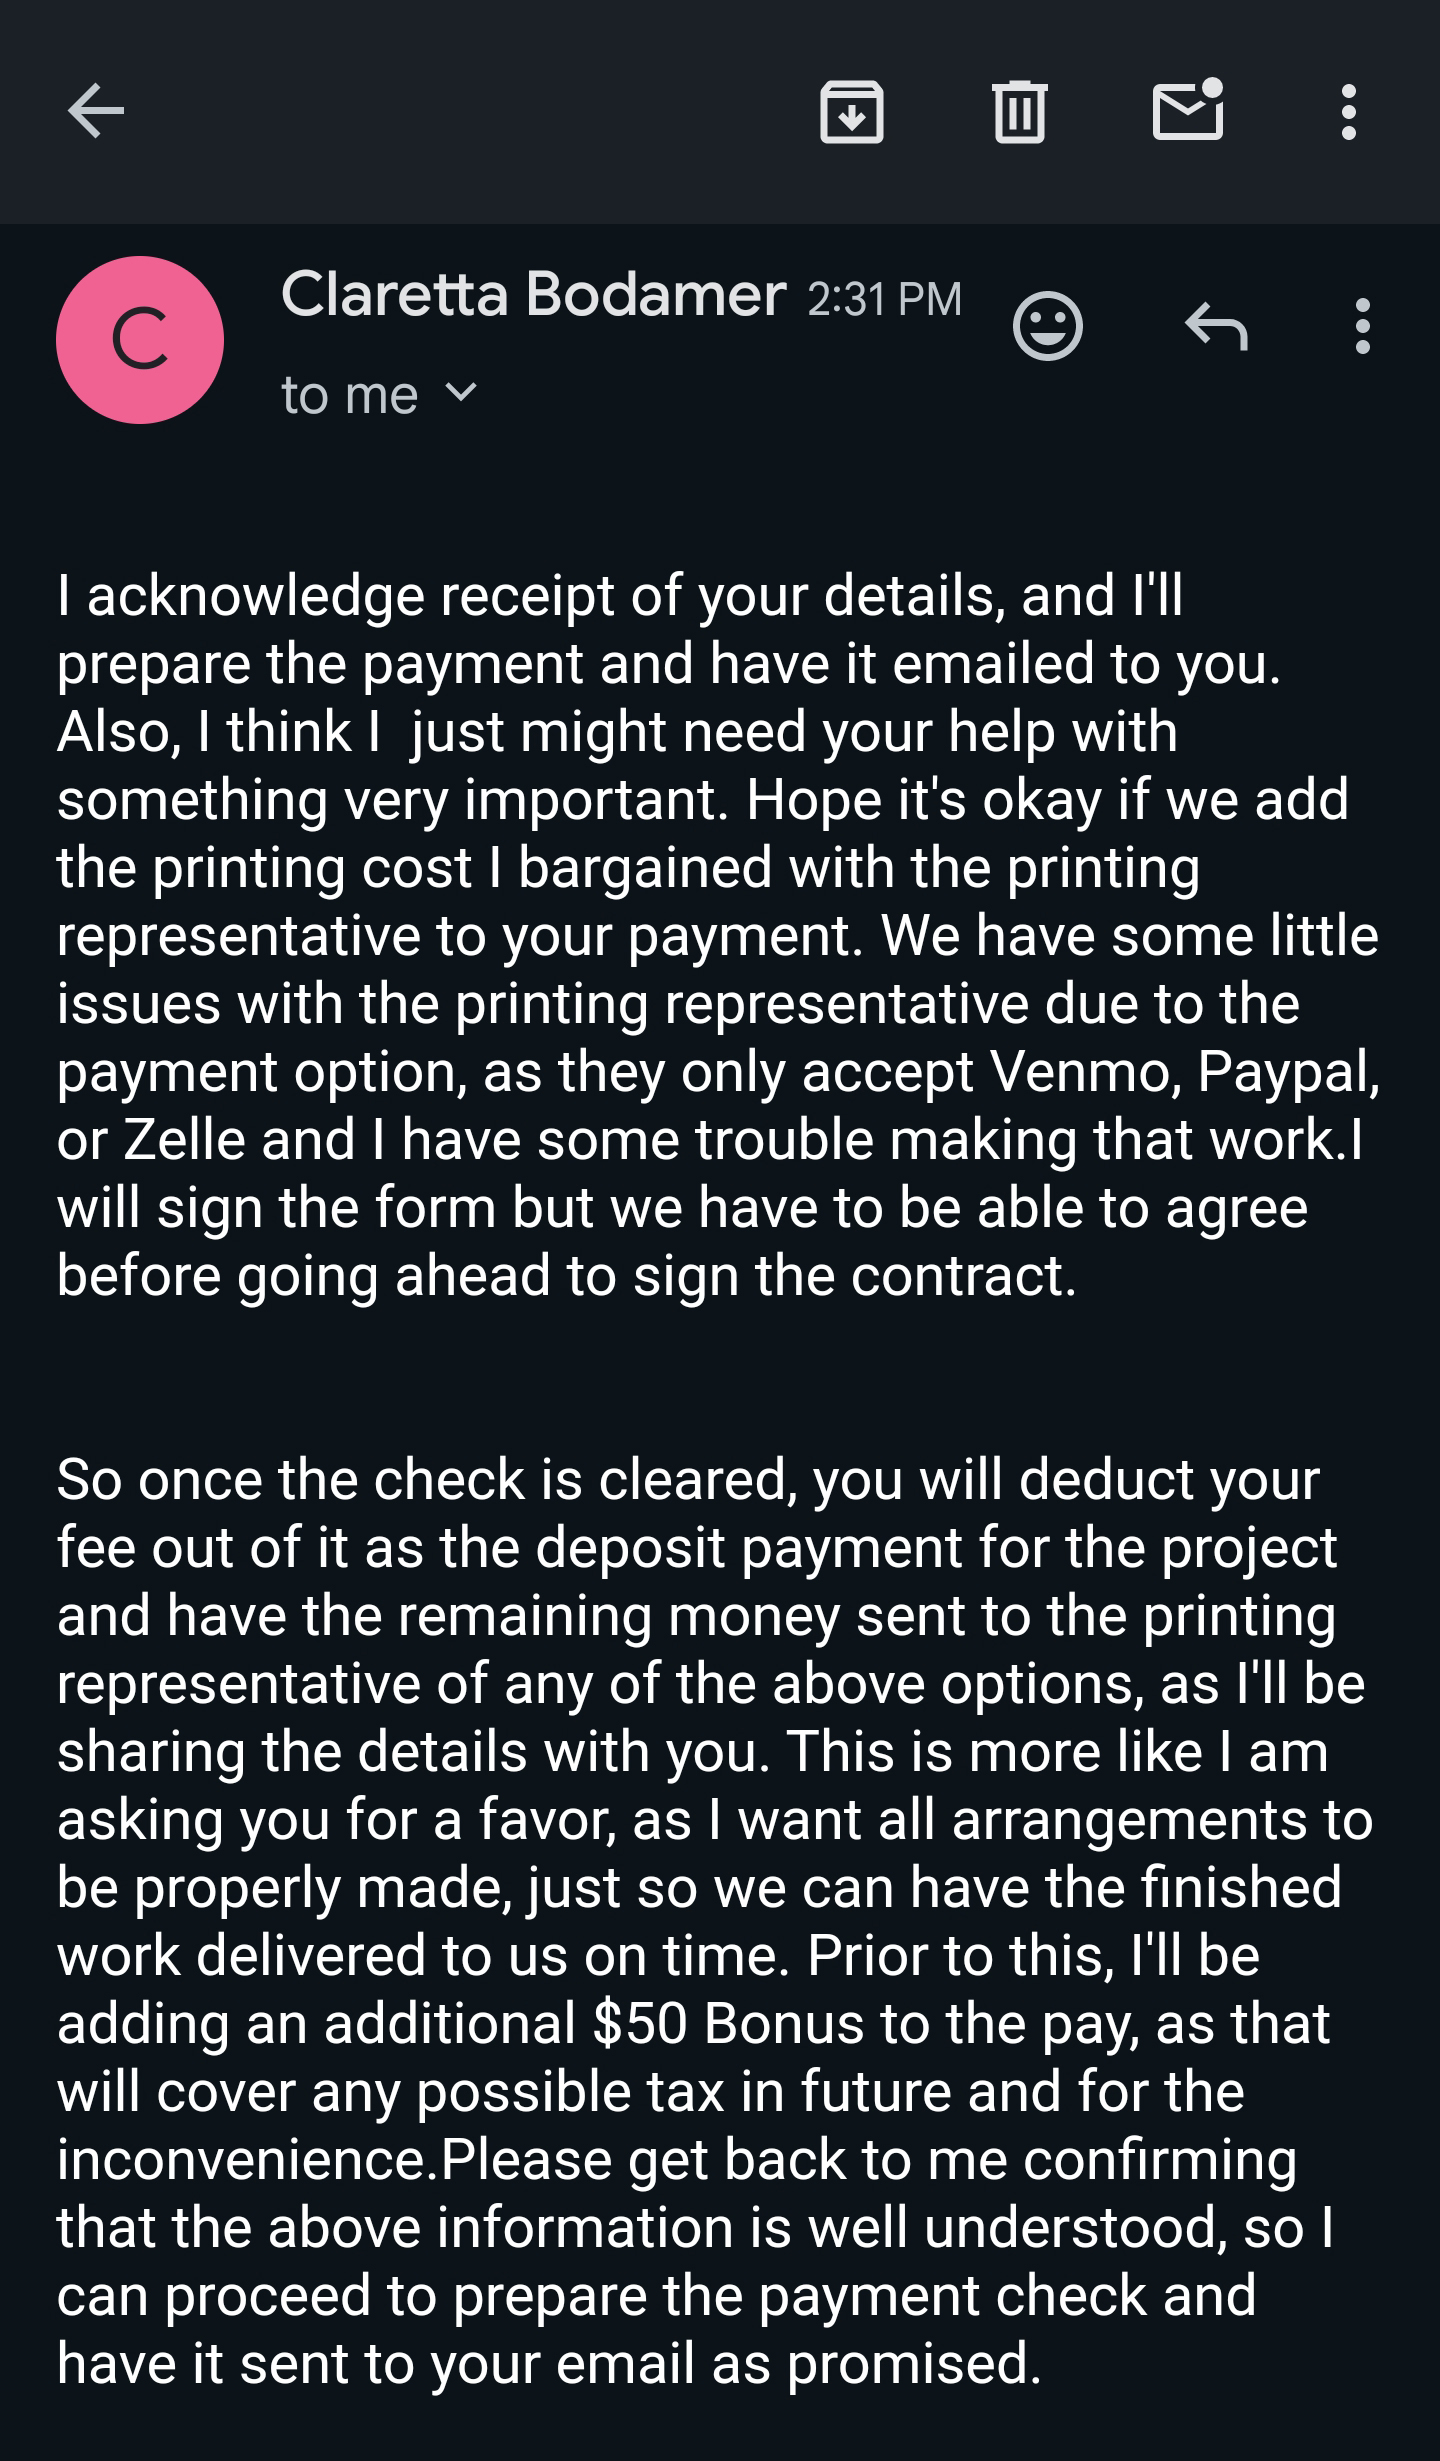 C
Claretta Bodamer 2:31 PM
to me
I acknowledge receipt of your details, and I'll
prepare the payment and have it emailed to you.
Also, I think I  just might need your help with
something very important. Hope it's okay if we add
the printing cost I bargained with the printing
representative to your payment. We have some little
issues with the printing representative due to the
payment option, as they only accept Venmo, Paypal,
or Zelle and I have some trouble making that work.I
will sign the form but we have to be able to agree
before going ahead to sign the contract.
So once the check is cleared, you will deduct your
fee out of it as the deposit payment for the project
and have the remaining money sent to the printing
representative of any of the above options, as I'll be
sharing the details with you. This is more like I am
asking you for a favor, as I want all arrangements to
be properly made, just so we can have the finished
work delivered to us on time. Prior to this, I'll be
adding an additional $50 Bonus to the pay, as that
will cover any possible tax in future and for the
inconvenience.Please get back to me confirming
that the above information is well understood, so I
can proceed to prepare the payment check and
have it sent to your email as promised.